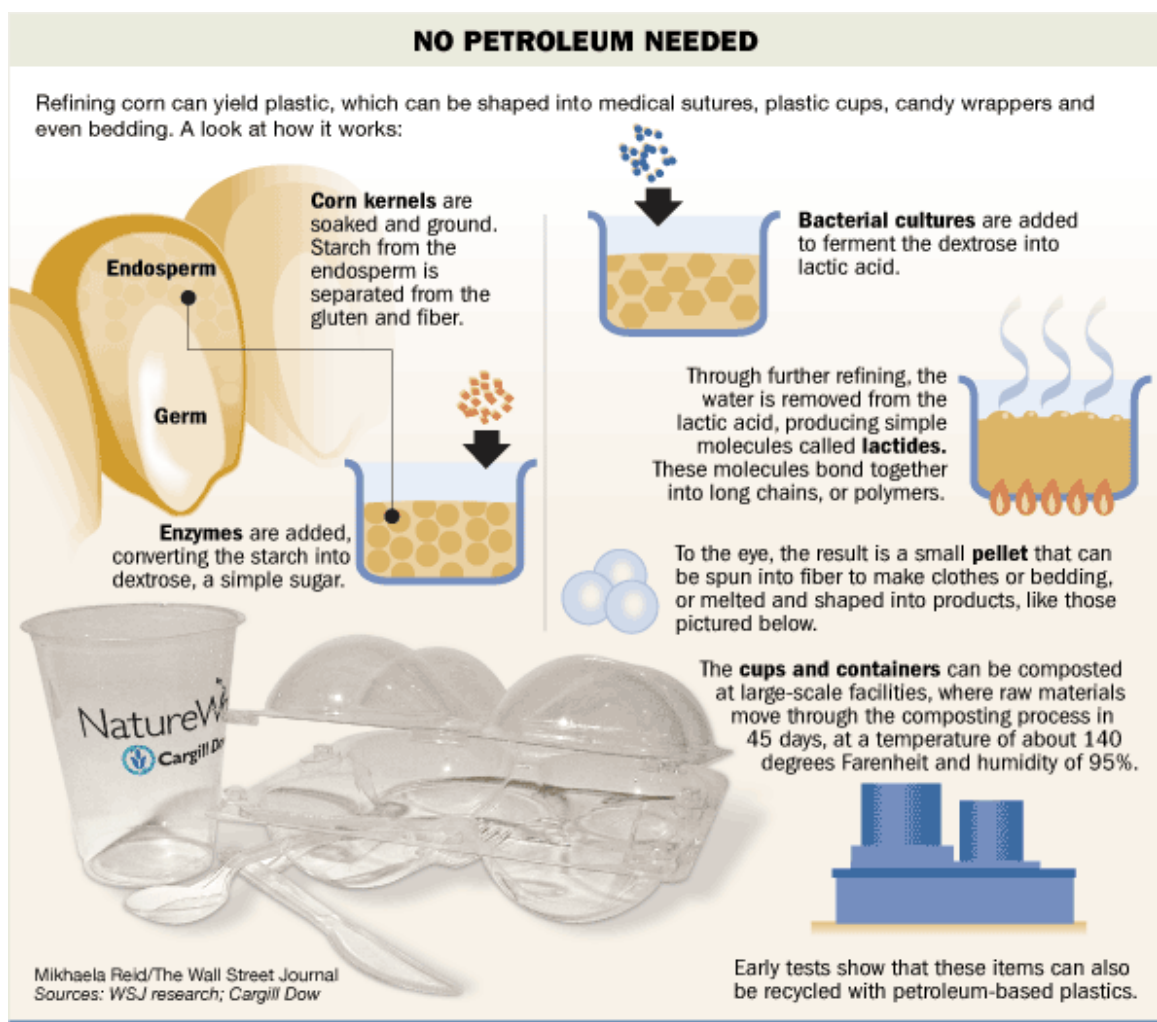 NO PETROLEUM NEEDED
Refining corn can yield plastic, which can be shaped into medical sutures, plastic cups, candy wrappers and
even bedding. A look at how it works:
Corn kernels are
soaked and ground.
Starch from the
endosperm is
separated from the
gluten and fiber.
Endosperm
Germ
Enzymes are added,
converting the starch into
dextrose, a simple sugar.
Bacterial cultures are added
to ferment the dextrose into
lactic acid.
Through further refining, the
water is removed from the
lactic acid, producing simple
molecules called lactides.
These molecules bond together
into long chains, or polymers.
To the eye, the result is a small pellet that can
be spun into fiber to make clothes or bedding,
or melted and shaped into products, like those
pictured below.
The cups and containers can be composted
at large-scale facilities, where raw materials
move through the composting process in
45 days, at a temperature of about 140
degrees Farenheit and humidity of 95%.
NatureW
Cargill Do
Early tests show that these items can also
be recycled with petroleum-based plastics.
Mikhaela Reid/The Wall Street Journal
Sources: WSJ research; Cargill Dow